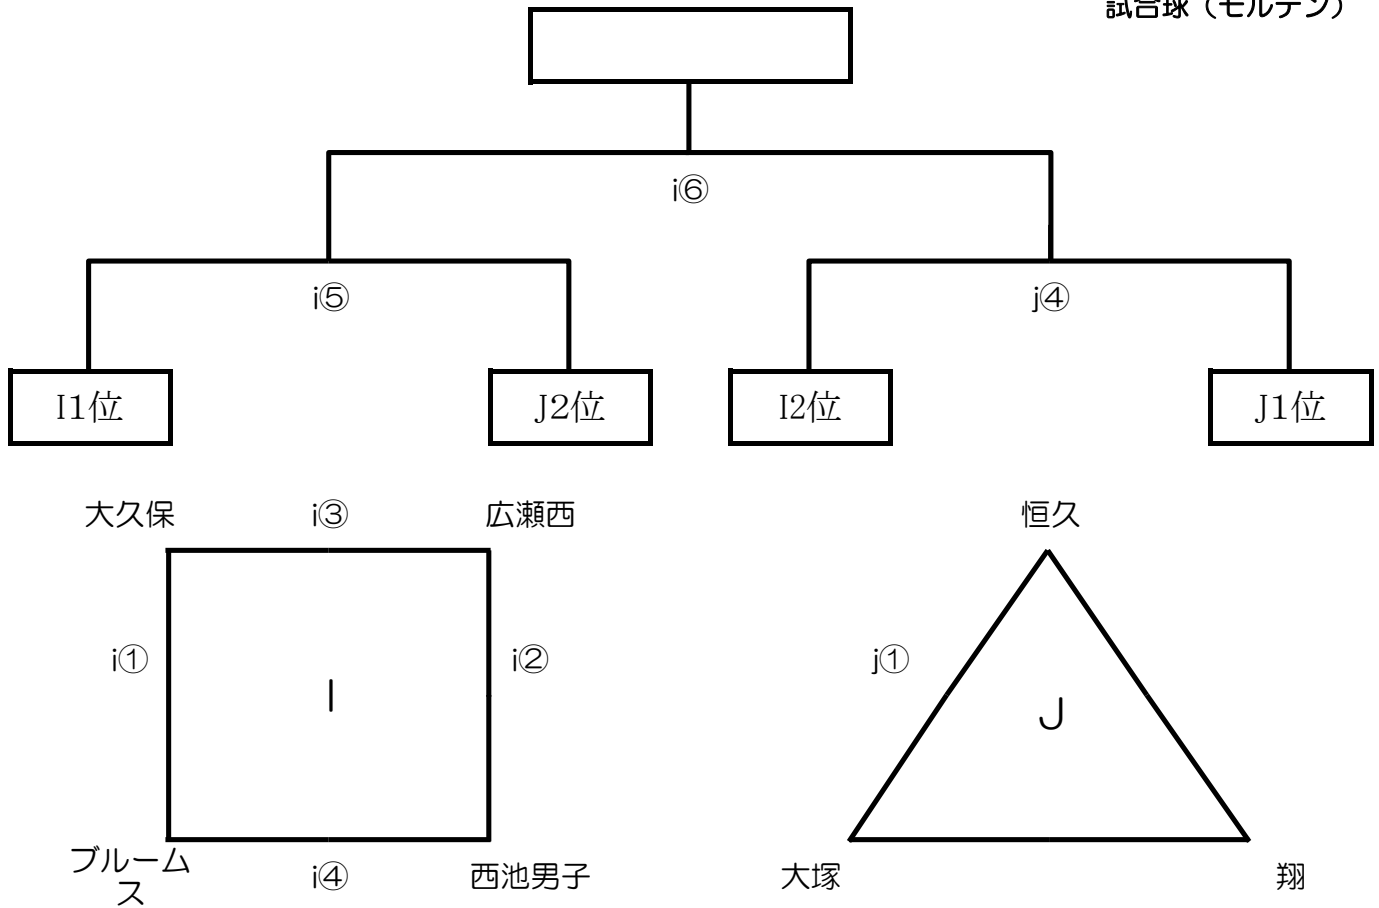 試合球（モルテン）
i⑥
i⑤
j④
I1位
J2位
I2位
J1位
大久保
i③
広瀬西
恒久
i①
i②
j①
I
J
ブルーム
ス
i④
西池男子
大塚
翔